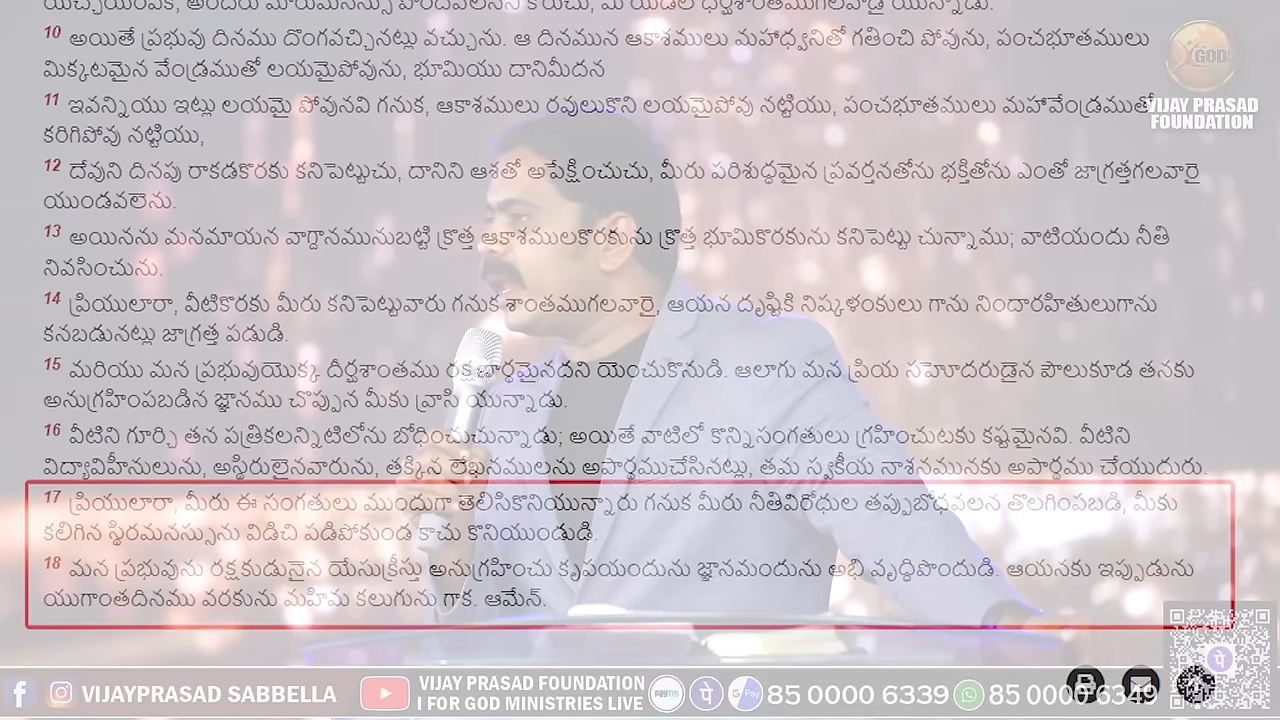 10 అయితే ప్రభువు దినము దొంగవచ్చినట్లు వచ్చును. ఆ దినమున ఆకాశములు మహాధ్వనితో గతించి పోవును, పంచభూతములు
మిక్కటమైన వేండ్రముతో లయమైపోవును, భూమియు దానిమీదన
11 ఇవన్నియు ఇట్లు లయమై పోవునవి గనుక, ఆకాశములు రవులుకొని లయమైపోవు నట్టియు, పంచభూతములు మహావేండ్రముతో
కరిగిపోవు నట్టియు,
12 దేవుని దినపు రాకడకొరకు కనిపెట్టుచు, దానిని ఆశతో అపేక్షించుచు, మీరు పరిశుద్ధమైన ప్రవర్తనతోను భక్తితోను ఎంతో జాగ్రత్తగలవారై
యుండవలెను.
13 అయినను మనమాయన వాగ్దానమునుబట్టి క్రొత్త ఆకాశములకొరకును క్రొత్త భూమికొరకును కనిపెట్టు చున్నాము; వాటియందు నీతి
నివసించును.
14 ప్రియులారా, వీటికొరకు మీరు కనిపెట్టువారు గనుక శాంతముగలవారై, ఆయన దృష్టికి నిష్కళంకులు గాను నిందారహితులుగాను
కనబడునట్లు జాగ్రత్త పడుడి.
15 మరియు మన ప్రభువుయొక్క దీర్ఘశాంతము రక్షణార్థమైనదని యెంచుకొనుడి. ఆలాగు మన ప్రియ సహోదరుడైన పౌలుకూడ తనకు
అనుగ్రహింపబడిన జ్ఞానము చొప్పున మీకు వ్రాసి యున్నాడు.
16 వీటిని గూర్చి తన పత్రికలన్నిటిలోను బోధించుచున్నాడు; అయితే వాటిలో కొన్నిసంగతులు గ్రహించుటకు కష్టమైనవి. వీటిని
విద్యావిహీనులును, అస్థిరులైనవారును, తక్కిన లేఖనములను అపార్థముచేసినట్లు, తమ స్వకీయ నాశనమునకు అపార్థము చేయుదురు.
17 ప్రియులారా, మీరు ఈ సంగతులు ముందుగా తెలిసికొనియున్నారు గనుక మీరు నీతివిరోధుల తప్పుబోధవలన తొలగింపబడి, మీకు
కలిగిన స్థిరమనస్సును విడిచి పడిపోకుండ కాచు కొనియుండుడి.
18 మన ప్రభువును రక్షకుడునైన యేసుక్రీస్తు అనుగ్రహించు కృపయందును జ్ఞానమందును అభి వృద్ధిపొందుడి. ఆయనకు ఇప్పుడును
యుగాంతదినము వరకును మహిమ కలుగును గాక. ఆమేన్.
GOD
VIJAY PRASAD
FOUNDATION
VIJAYPRASAD SABBELLA
VIJAY PRASAD FOUNDATION
I FOR GOD MINISTRIES LIVE
paytm
G Pay
85 0000 6339
85 0000 6349